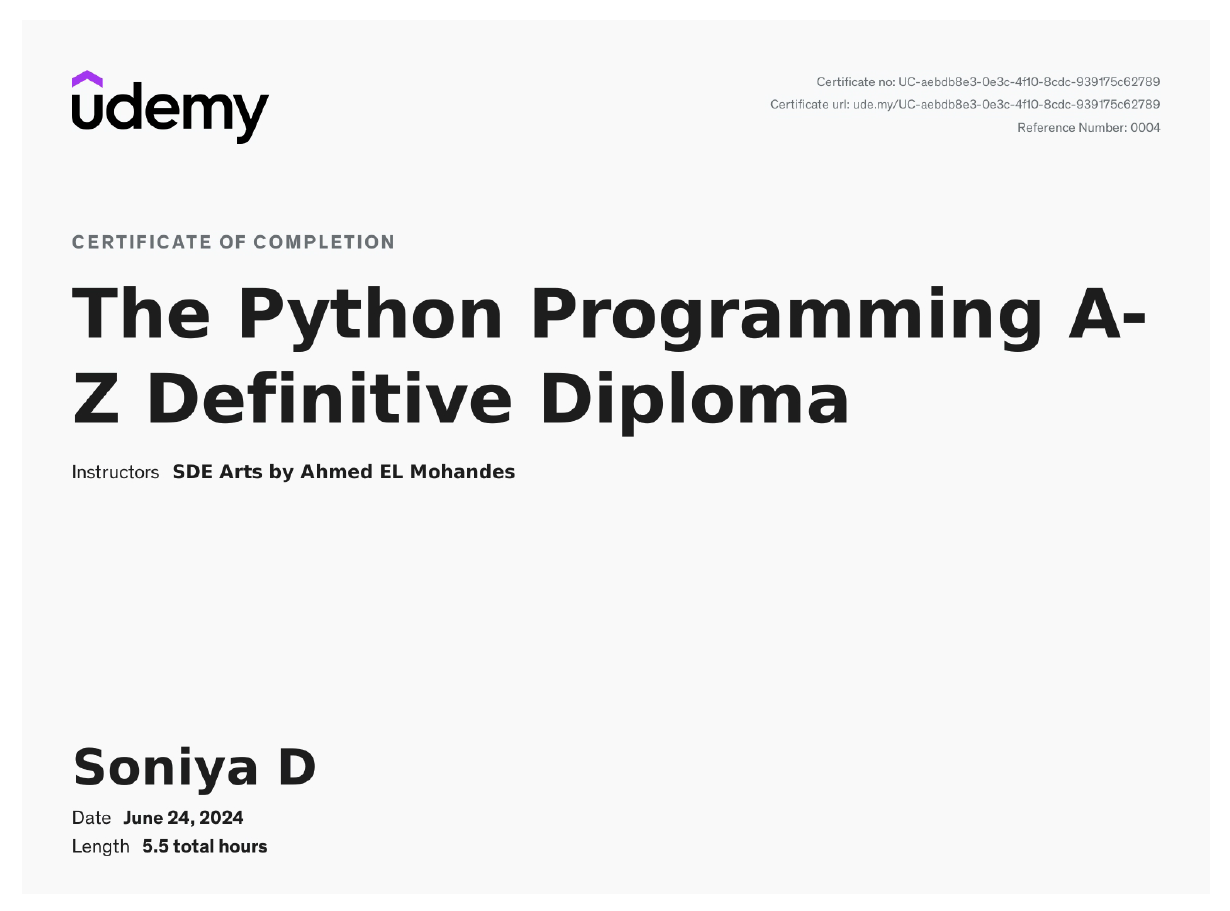 udemy
Certificate no: UC-aebdb8e3-0e3c-4f10-8cdc-939175c62789
Certificate url: ude.my/UC-aebdb8e3-0e3c-4f10-8cdc-939175c62789
Reference Number: 0004
CERTIFICATE OF COMPLETION
The Python Programming A-
Z Definitive Diploma
Instructors SDE Arts by Ahmed EL Mohandes
Soniya D
Date June 24, 2024
Length 5.5 total hours